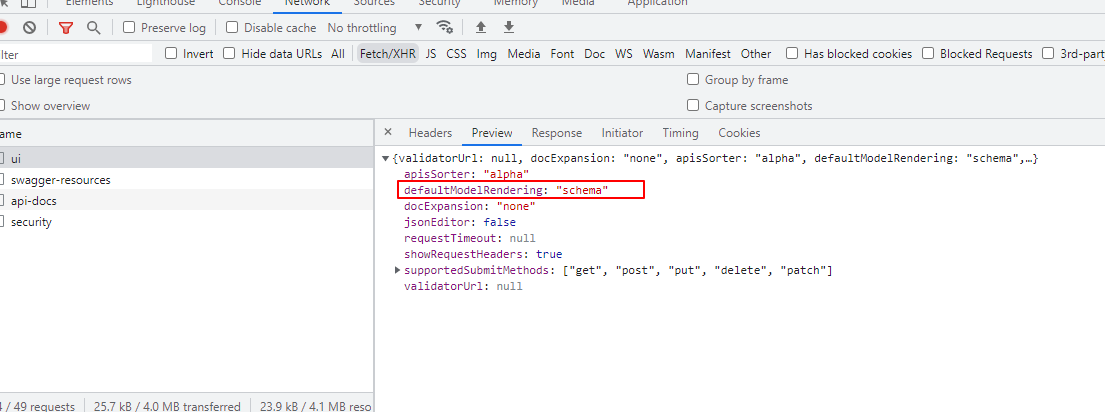 Elements Lighthouse Console Network Sources Performance Security Memory Media Application
Preserve log Disable cache No throttling
ilter Invert Hide data URLs All Fetch/XHR JS CSS Img Media Font Doc WS Wasm Manifest Other Has blocked cookies Blocked Requests 3rd-part
Use large request rows Group by frame
Show overview Capture screenshots
ame
ui
swagger-resources
api-docs
security
/ 49 requests 25.7 kB / 4.0 MB transferred 23.9 kB / 4.1 MB reso
× Headers Preview Response Initiator Timing Cookies
{validatorUrl: null, docExpansion: "none", apisSorter: "alpha", defaultModelRendering: "schema",…}
apisSorter: "alpha"
defaultModelRendering: "schema"
docExpansion: "none"
jsonEditor: false
requestTimeout: null
showRequestHeaders: true
supportedSubmitMethods: ["get", "post", "put", "delete", "patch"]
validatorUrl: null